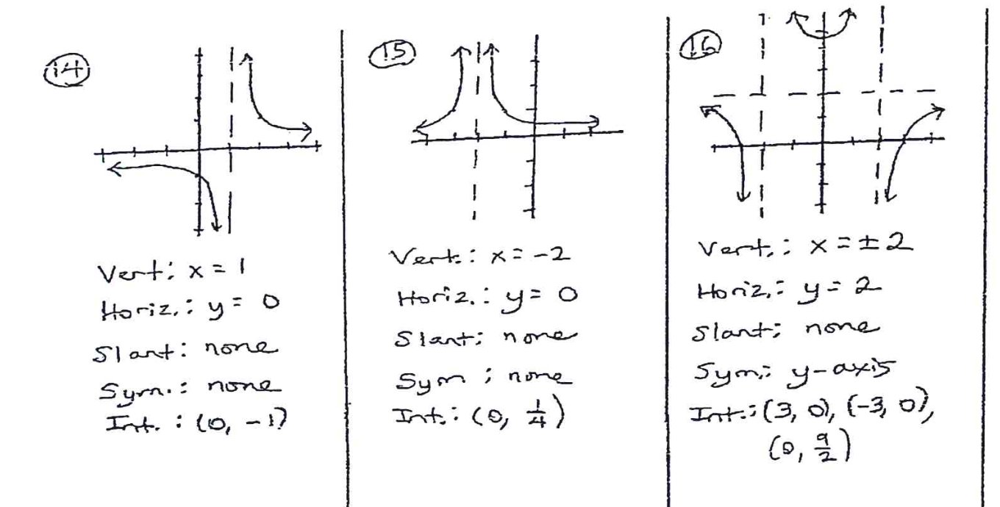 14
Vert: x = 1
Horiz.: y = 0
Slant: none
Sym.: none
Int.: (0, -1)
15
Vert.: x = -2
Horiz.: y = 0
Slant: none
Sym: none
Int.: (0, 1/4)
16
Vert.: x = ±2
Horiz.: y = 2
Slant: none
Sym.: y-axis
Int.: (3, 0), (-3, 0),
(0, 9/2)